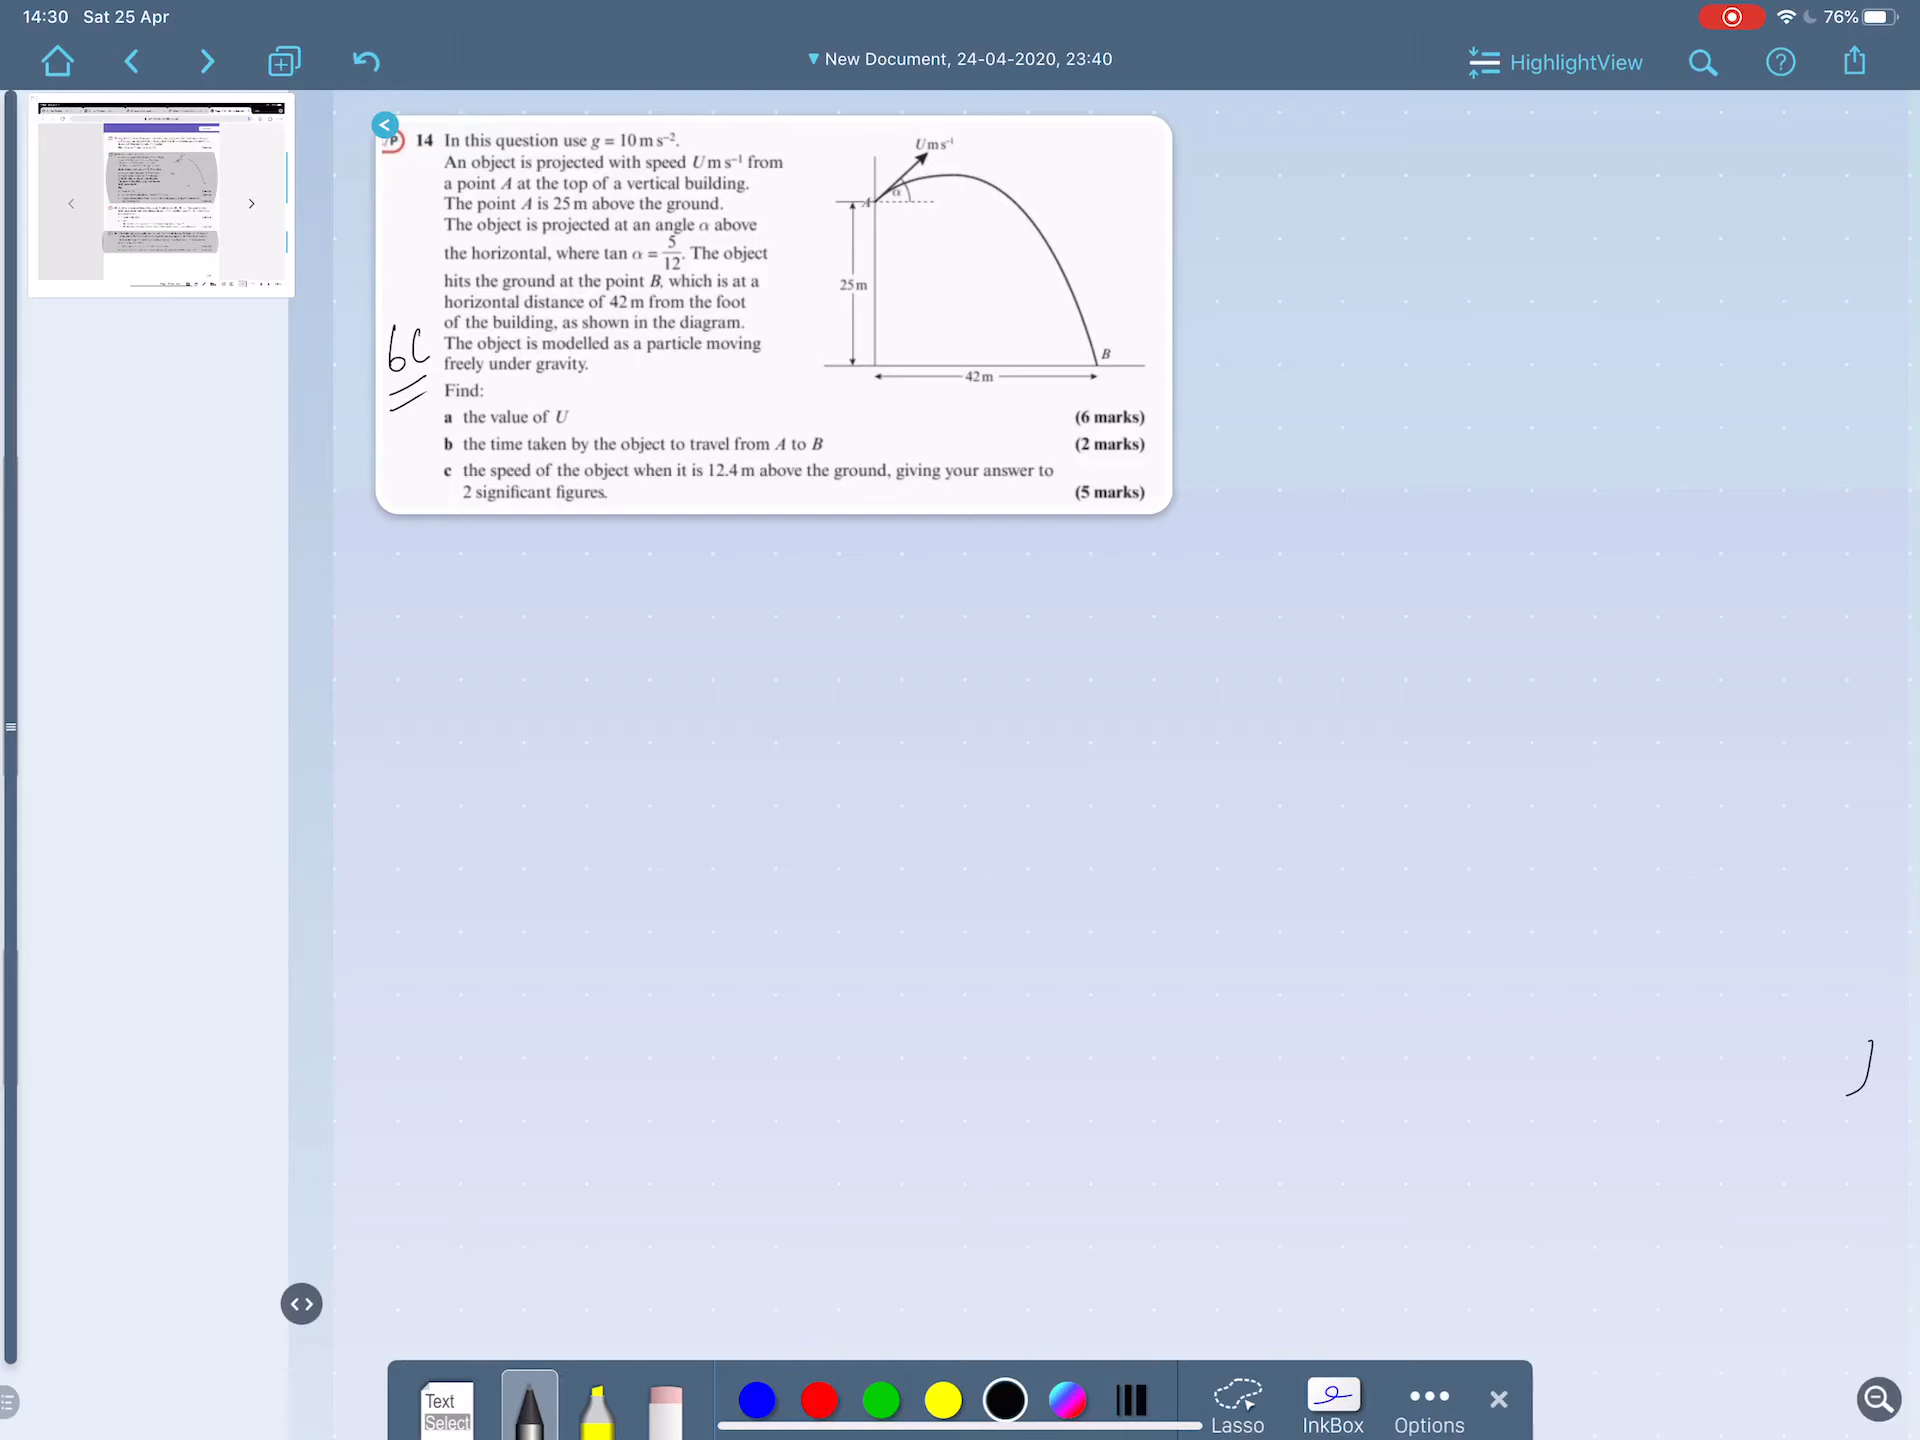 14:30 Sat 25 Apr
76%
New Document, 24-04-2020, 23:40
HighlightView
14 In this question use g = 10 m s⁻².
An object is projected with speed U m s⁻¹ from
a point A at the top of a vertical building.
The point A is 25 m above the ground.
The object is projected at an angle α above
the horizontal, where tan α = 5/12. The object
hits the ground at the point B, which is at a
horizontal distance of 42 m from the foot
of the building, as shown in the diagram.
The object is modelled as a particle moving
freely under gravity.
Find:
a the value of U (6 marks)
b the time taken by the object to travel from A to B (2 marks)
c the speed of the object when it is 12.4 m above the ground, giving your answer to
2 significant figures. (5 marks)
U m s⁻¹
α
A
25 m
B
42 m
6C
Text
Select
Lasso
InkBox
Options